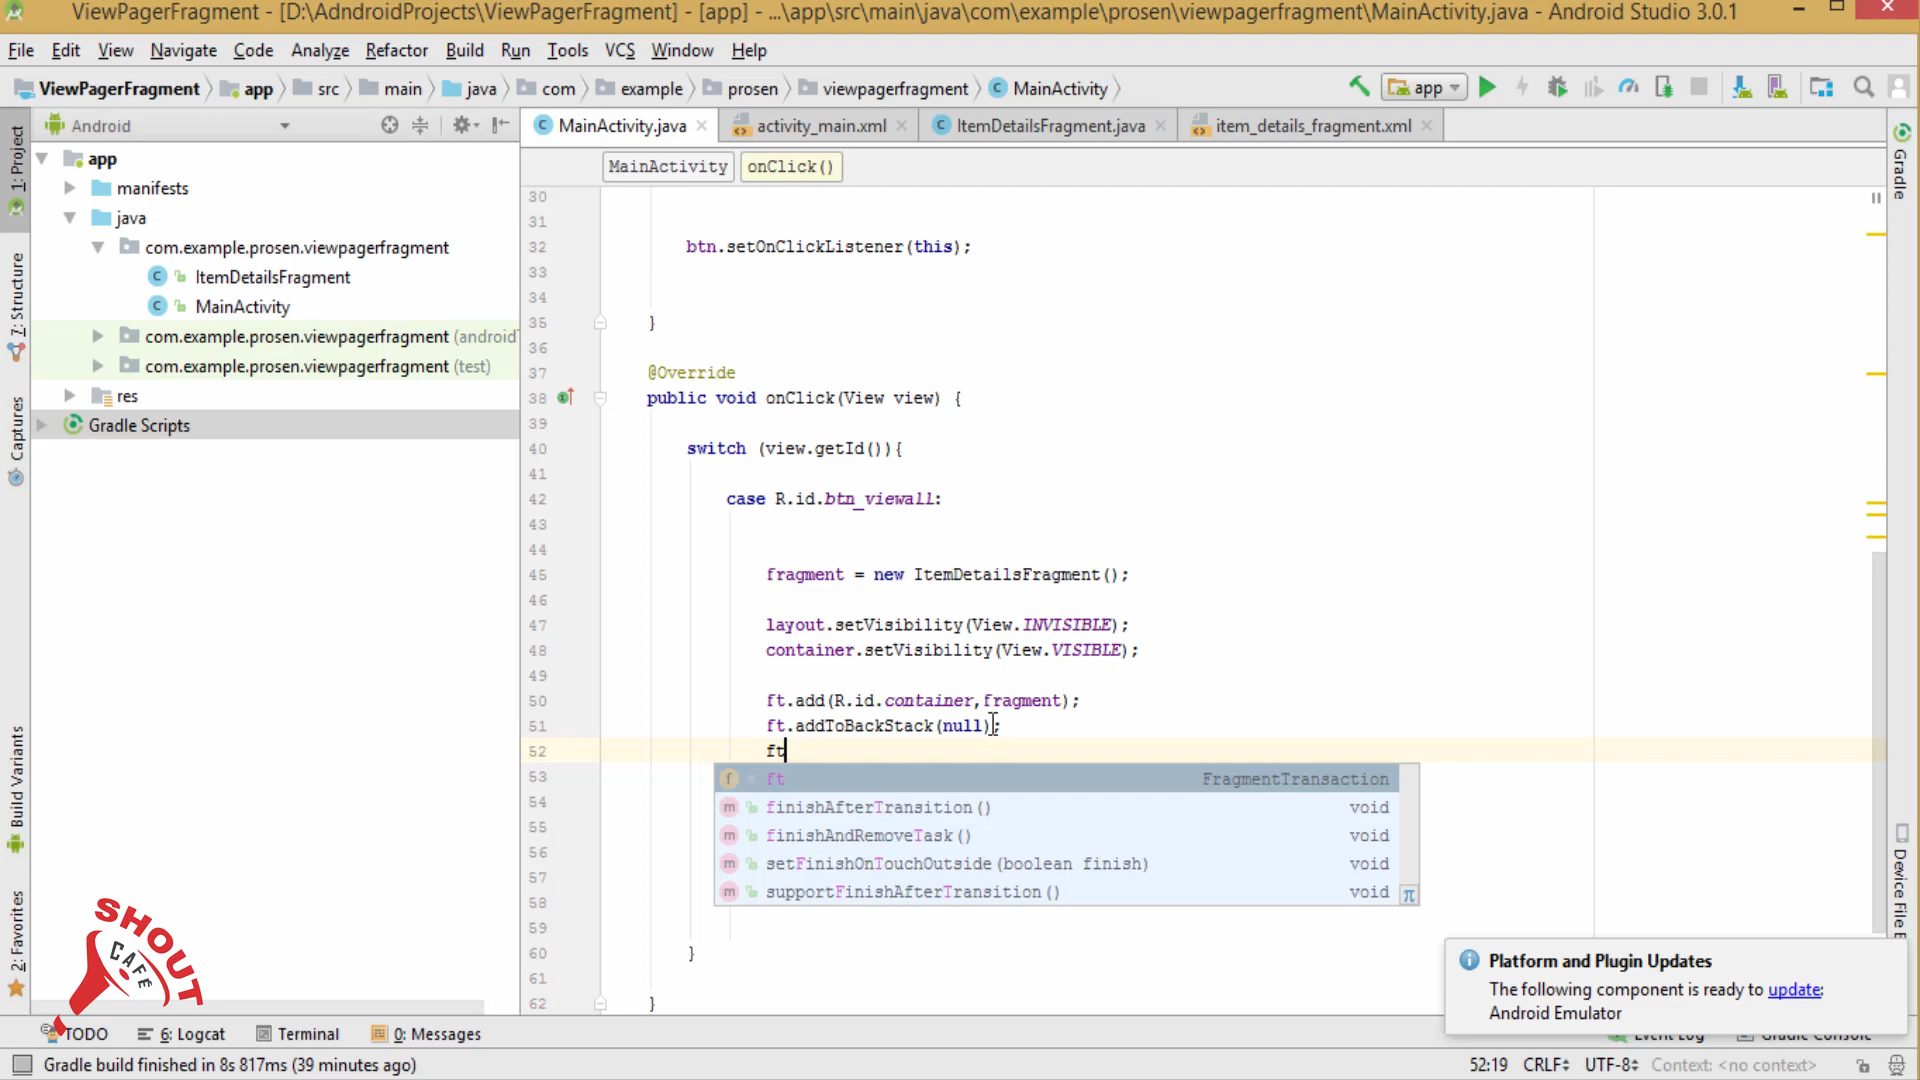 ViewPagerFragment - [D:\AdndroidProjects\ViewPagerFragment] - [app] - ...\app\src\main\java\com\example\prosen\viewpagerfragment\MainActivity.java - Android Studio 3.0.1
File Edit View Navigate Code Analyze Refactor Build Run Tools VCS Window Help
ViewPagerFragment app src main java com example prosen viewpagerfragment MainActivity app
Android
MainActivity.java activity_main.xml ItemDetailsFragment.java item_details_fragment.xml
MainActivity onClick()
1: Project
7: Structure
Captures
Build Variants
2: Favorites
app
manifests
java
com.example.prosen.viewpagerfragment
ItemDetailsFragment
MainActivity
com.example.prosen.viewpagerfragment (android
com.example.prosen.viewpagerfragment (test)
res
Gradle Scripts
30
31
32 btn.setOnClickListener(this);
33
34
35 }
36
37 @Override
38 public void onClick(View view) {
39
40 switch (view.getId()){
41
42 case R.id.btn_viewall:
43
44
45 fragment = new ItemDetailsFragment();
46
47 layout.setVisibility(View.INVISIBLE);
48 container.setVisibility(View.VISIBLE);
49
50 ft.add(R.id.container,fragment);
51 ft.addToBackStack(null);
52 ft
53
54
55
56
57
58
59
60 }
61
62 }
f ft FragmentTransaction
m finishAfterTransition() void
m finishAndRemoveTask() void
m setFinishOnTouchOutside(boolean finish) void
m supportFinishAfterTransition() void
π
Gradle
Device File E
SHOUT
CAFE
Platform and Plugin Updates
The following component is ready to update:
Android Emulator
TODO 6: Logcat Terminal 0: Messages Event Log Gradle Console
Gradle build finished in 8s 817ms (39 minutes ago) 52:19 CRLF UTF-8 Context: <no context>